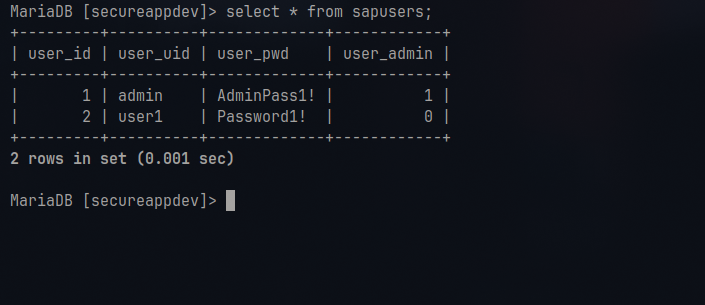 MariaDB [secureappdev]> select * from sapusers;
+---------+----------+-------------+------------+
| user_id | user_uid | user_pwd    | user_admin |
+---------+----------+-------------+------------+
|       1 | admin    | AdminPass1! |          1 |
|       2 | user1    | Password1!  |          0 |
+---------+----------+-------------+------------+
2 rows in set (0.001 sec)
MariaDB [secureappdev]>